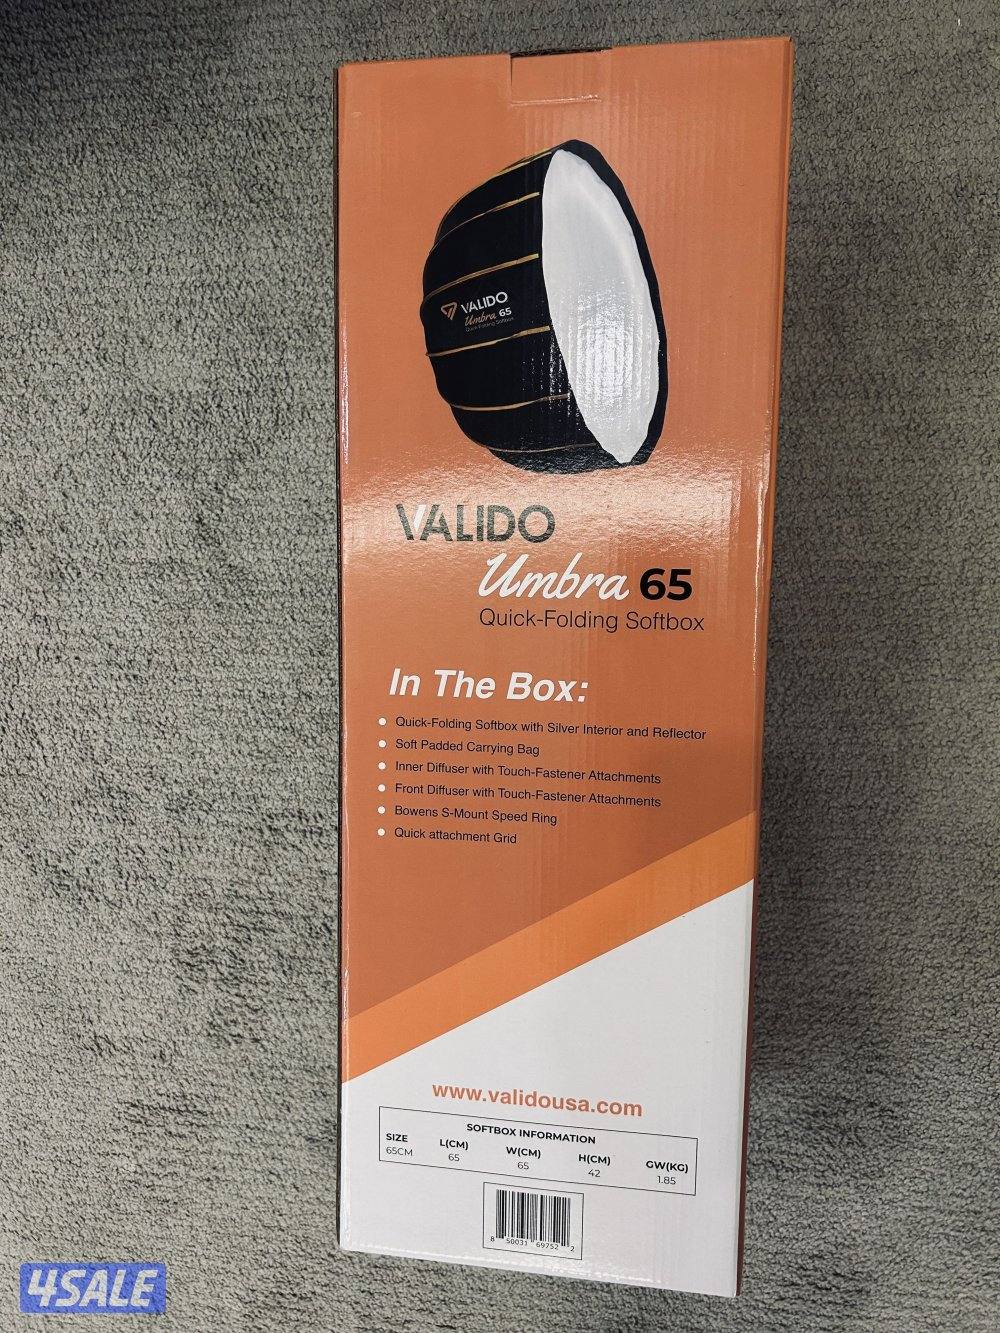 VALIDO
Umbra 65
Quick-Folding Softbox
VALIDO
Umbra 65
Quick-Folding Softbox
In The Box:
Quick-Folding Softbox with Silver Interior and Reflector
Soft Padded Carrying Bag
Inner Diffuser with Touch-Fastener Attachments
Front Diffuser with Touch-Fastener Attachments
Bowens S-Mount Speed Ring
Quick attachment Grid
www.validousa.com
SOFTBOX INFORMATION
SIZE L(CM) W(CM) H(CM) GW(KG)
65CM 65 65 42 1.85
8 50031 69752 2
4SALE